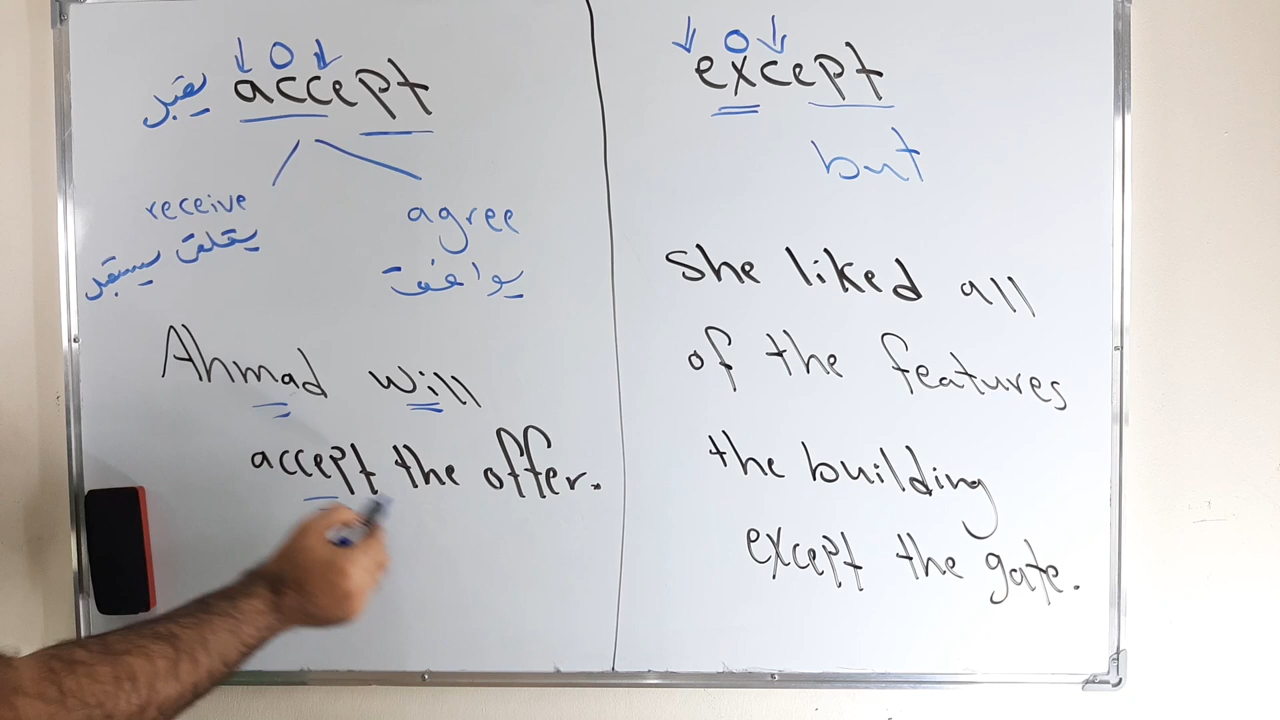 يقبل accept
receive
يتلقى يستقبل
agree
يوافق
Ahmad will
accept the offer.
except
but
She liked all
of the features
the building
except the gate.